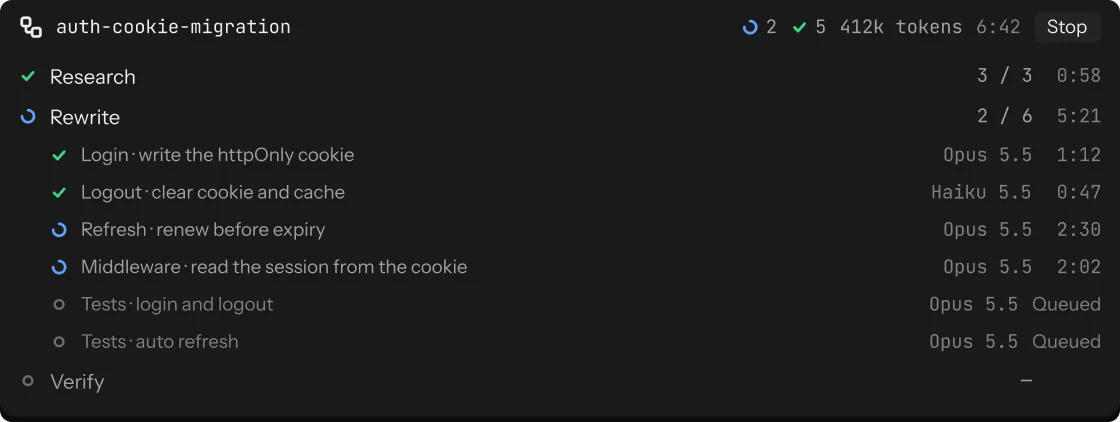 auth-cookie-migration 2 5 412k tokens 6:42 Stop
Research 3 / 3 0:58
Rewrite 2 / 6 5:21
Login · write the httpOnly cookie Opus 5.5 1:12
Logout · clear cookie and cache Haiku 5.5 0:47
Refresh · renew before expiry Opus 5.5 2:30
Middleware · read the session from the cookie Opus 5.5 2:02
Tests · login and logout Opus 5.5 Queued
Tests · auto refresh Opus 5.5 Queued
Verify –